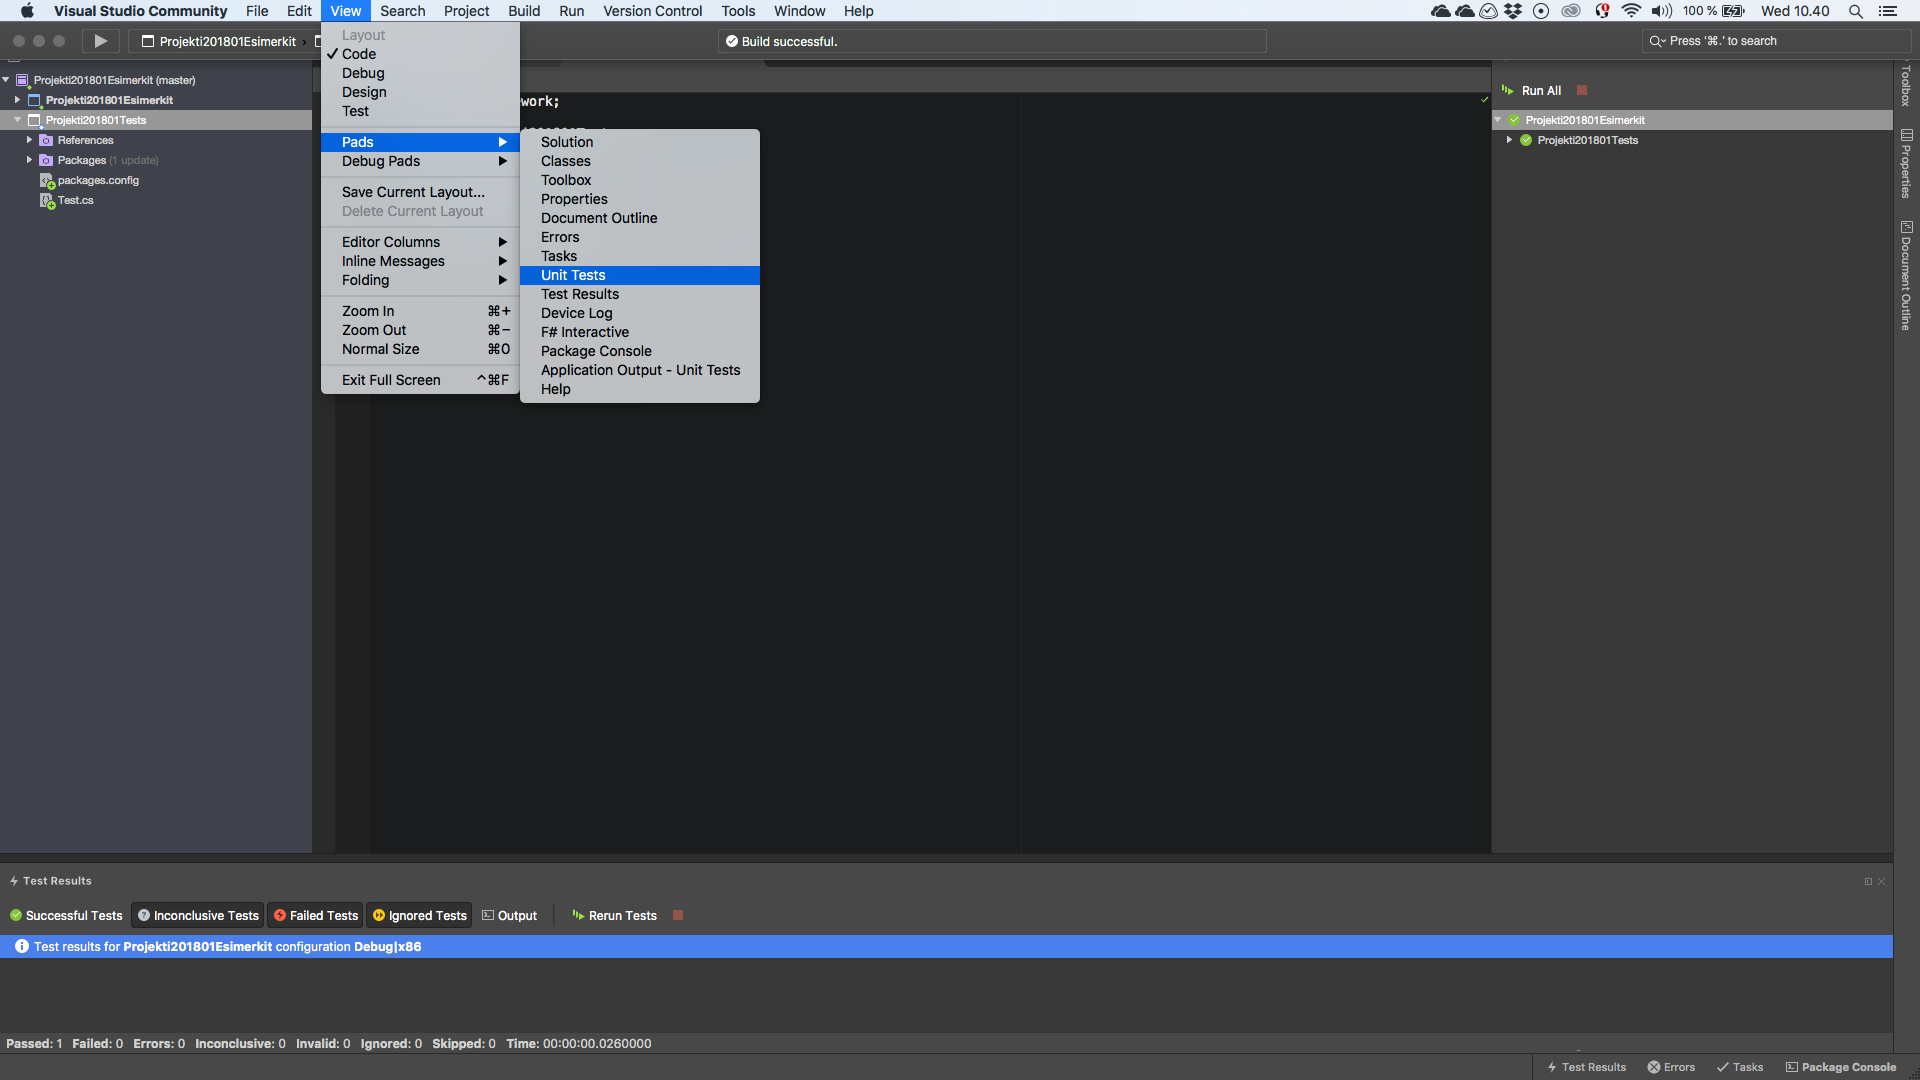 Visual Studio Community File Edit View Search Project Build Run Version Control Tools Window Help 100 % Wed 10.40
Projekti201801Esimerkit › Build successful. Press '⌘.' to search
Layout
✓ Code
Debug
Design
Test
Pads ▶
Debug Pads ▶
Save Current Layout...
Delete Current Layout
Editor Columns ▶
Inline Messages ▶
Folding ▶
Zoom In ⌘+
Zoom Out ⌘−
Normal Size ⌘0
Exit Full Screen ^⌘F
Solution
Classes
Toolbox
Properties
Document Outline
Errors
Tasks
Unit Tests
Test Results
Device Log
F# Interactive
Package Console
Application Output - Unit Tests
Help
Projekti201801Esimerkit (master)
Projekti201801Esimerkit
Projekti201801Tests
References
Packages (1 update)
packages.config
Test.cs
work;
Run All
Projekti201801Esimerkit
Projekti201801Tests
Toolbox
Properties
Document Outline
Test Results
Successful Tests Inconclusive Tests Failed Tests Ignored Tests Output Rerun Tests
Test results for Projekti201801Esimerkit configuration Debug|x86
Passed: 1 Failed: 0 Errors: 0 Inconclusive: 0 Invalid: 0 Ignored: 0 Skipped: 0 Time: 00:00:00.0260000
Test Results Errors Tasks Package Console